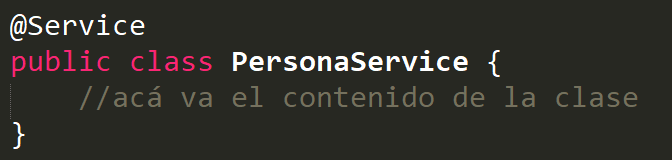 @Service
public class PersonaService {
//acá va el contenido de la clase
}